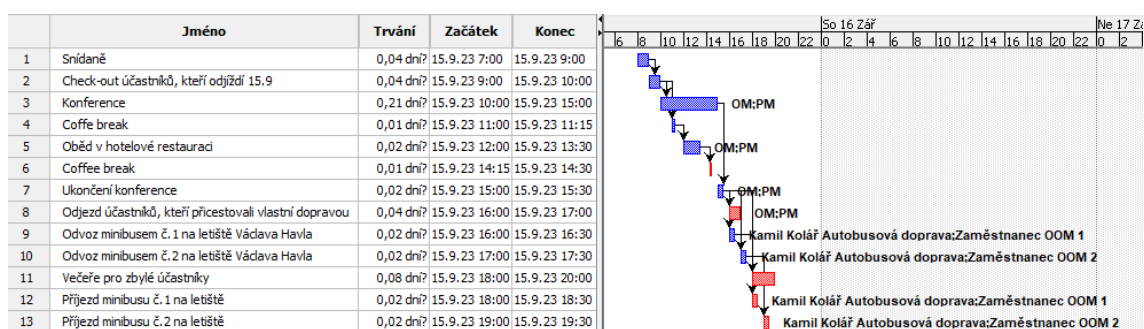 Jméno Trvání Začátek Konec
So 16 Zář Ne 17 Zá
6 8 10 12 14 16 18 20 22 0 2 4 6 8 10 12 14 16 18 20 22 0 2
1 Snídaně 0,04 dní? 15.9.23 7:00 15.9.23 9:00
2 Check-out účastníků, kteří odjíždí 15.9 0,04 dní? 15.9.23 9:00 15.9.23 10:00
3 Konference 0,21 dní? 15.9.23 10:00 15.9.23 15:00 OM;PM
4 Coffe break 0,01 dní? 15.9.23 11:00 15.9.23 11:15
5 Oběd v hotelové restauraci 0,02 dní? 15.9.23 12:00 15.9.23 13:30 OM;PM
6 Coffee break 0,01 dní? 15.9.23 14:15 15.9.23 14:30
7 Ukončení konference 0,02 dní? 15.9.23 15:00 15.9.23 15:30 OM;PM
8 Odjezd účastníků, kteří přicestovali vlastní dopravou 0,04 dní? 15.9.23 16:00 15.9.23 17:00 OM;PM
9 Odvoz minibusem č.1 na letiště Václava Havla 0,02 dní? 15.9.23 16:00 15.9.23 16:30 Kamil Kolář Autobusová doprava;Zaměstnanec OOM 1
10 Odvoz minibusem č.2 na letiště Václava Havla 0,02 dní? 15.9.23 17:00 15.9.23 17:30 Kamil Kolář Autobusová doprava;Zaměstnanec OOM 2
11 Večeře pro zbylé účastníky 0,08 dní? 15.9.23 18:00 15.9.23 20:00
12 Příjezd minibusu č.1 na letiště 0,02 dní? 15.9.23 18:00 15.9.23 18:30 Kamil Kolář Autobusová doprava;Zaměstnanec OOM 1
13 Příjezd minibusu č.2 na letiště 0,02 dní? 15.9.23 19:00 15.9.23 19:30 Kamil Kolář Autobusová doprava;Zaměstnanec OOM 2